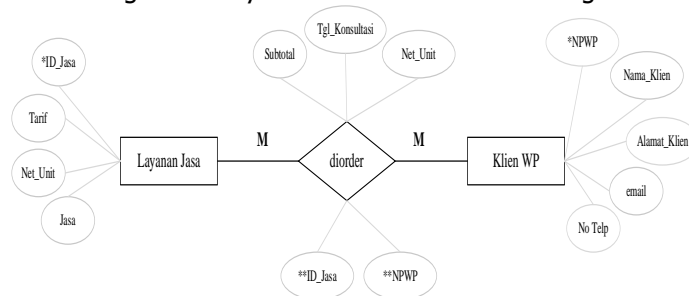 Tgl_Konsultasi
Subtotal
Net_Unit
*NPWP
*ID_Jasa
Nama_Klien
Tarif
Layanan Jasa
M
diorder
M
Klien WP
Alamat_Klien
Net_Unit
email
Jasa
No Telp
**ID_Jasa
**NPWP